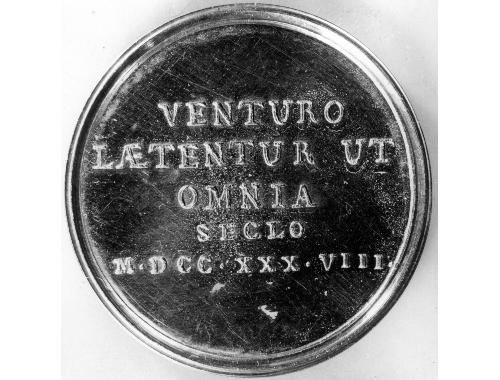 VENTURO
LÆTENTUR UT
OMNIA
SECLO
M·DCC·XXX·VIII·